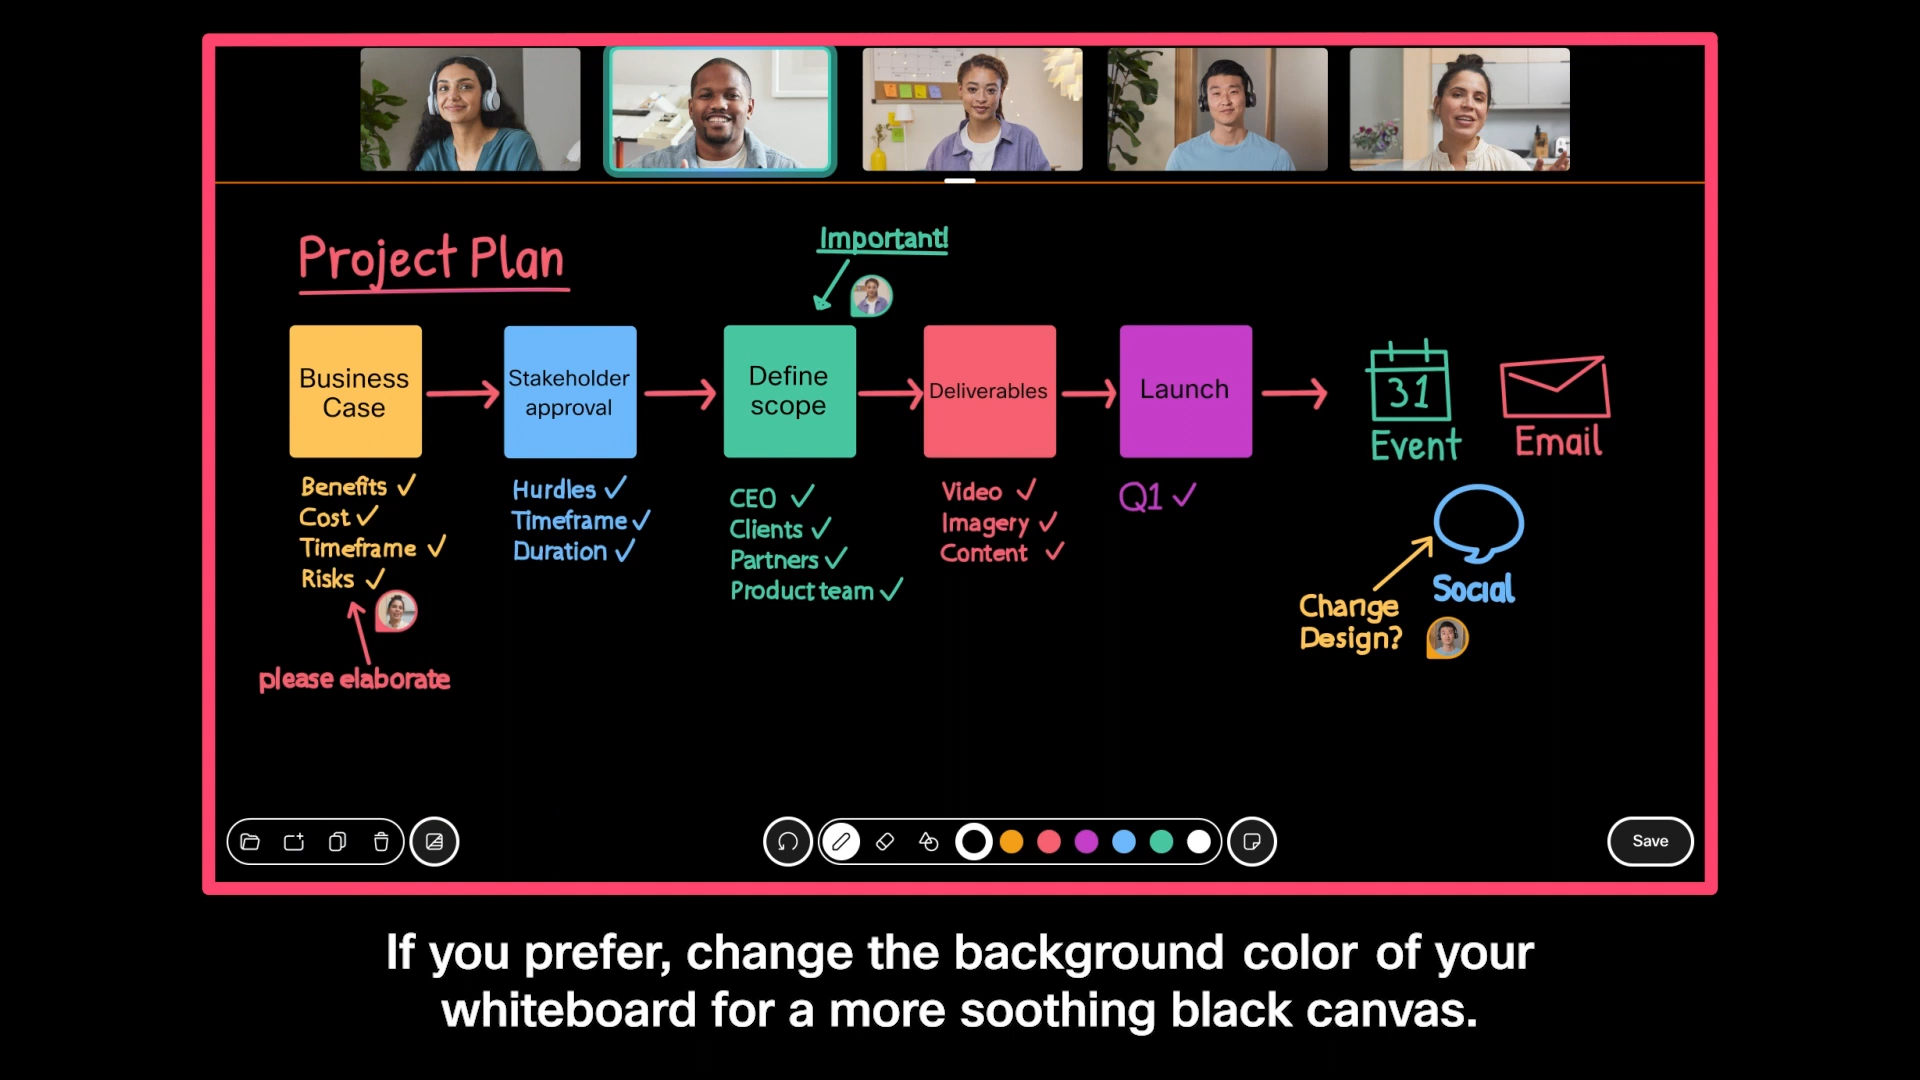 Project Plan
Important!
Business
Case
Stakeholder
approval
Define
scope
Deliverables
Launch
31
Event
Email
Benefits
Cost
Timeframe
Risks
please elaborate
Hurdles
Timeframe
Duration
CEO
Clients
Partners
Product team
Video
Imagery
Content
Q1
Social
Change
Design?
Save
If you prefer, change the background color of your
whiteboard for a more soothing black canvas.